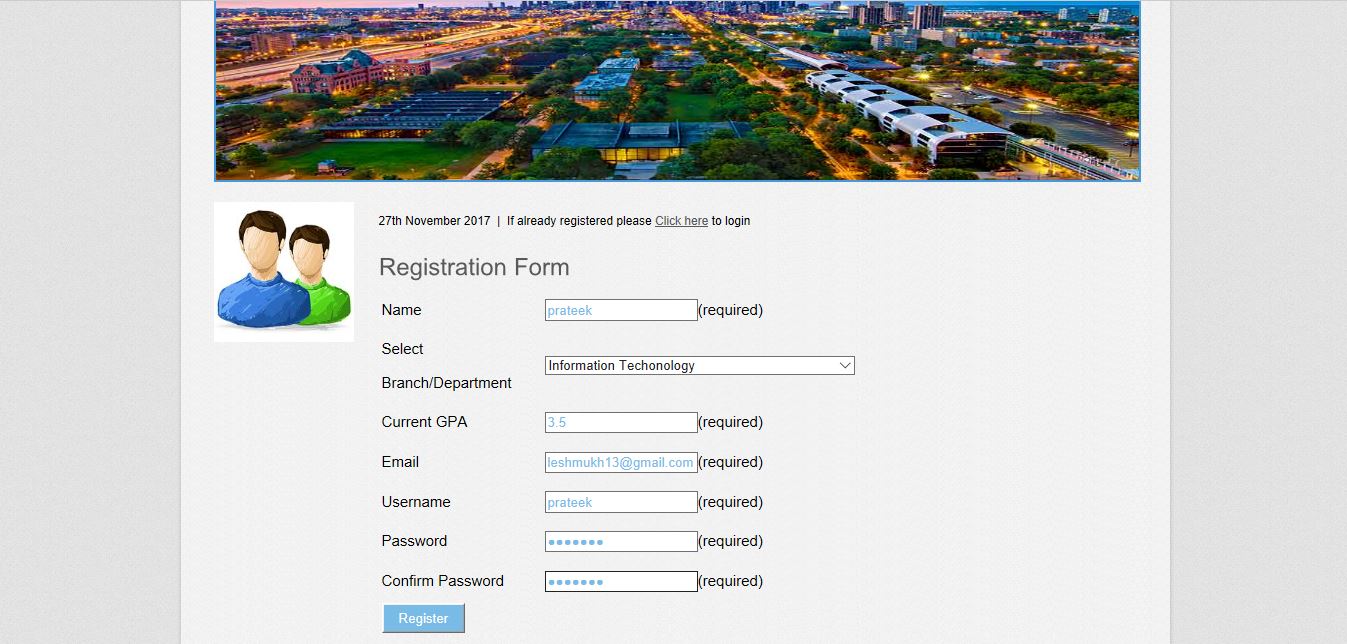 27th November 2017 | If already registered please Click here to login
Registration Form
Name prateek (required)
Select
Branch/Department Information Techonology
Current GPA 3.5 (required)
Email leshmukh13@gmail.com (required)
Username prateek (required)
Password ••••••• (required)
Confirm Password ••••••• (required)
Register